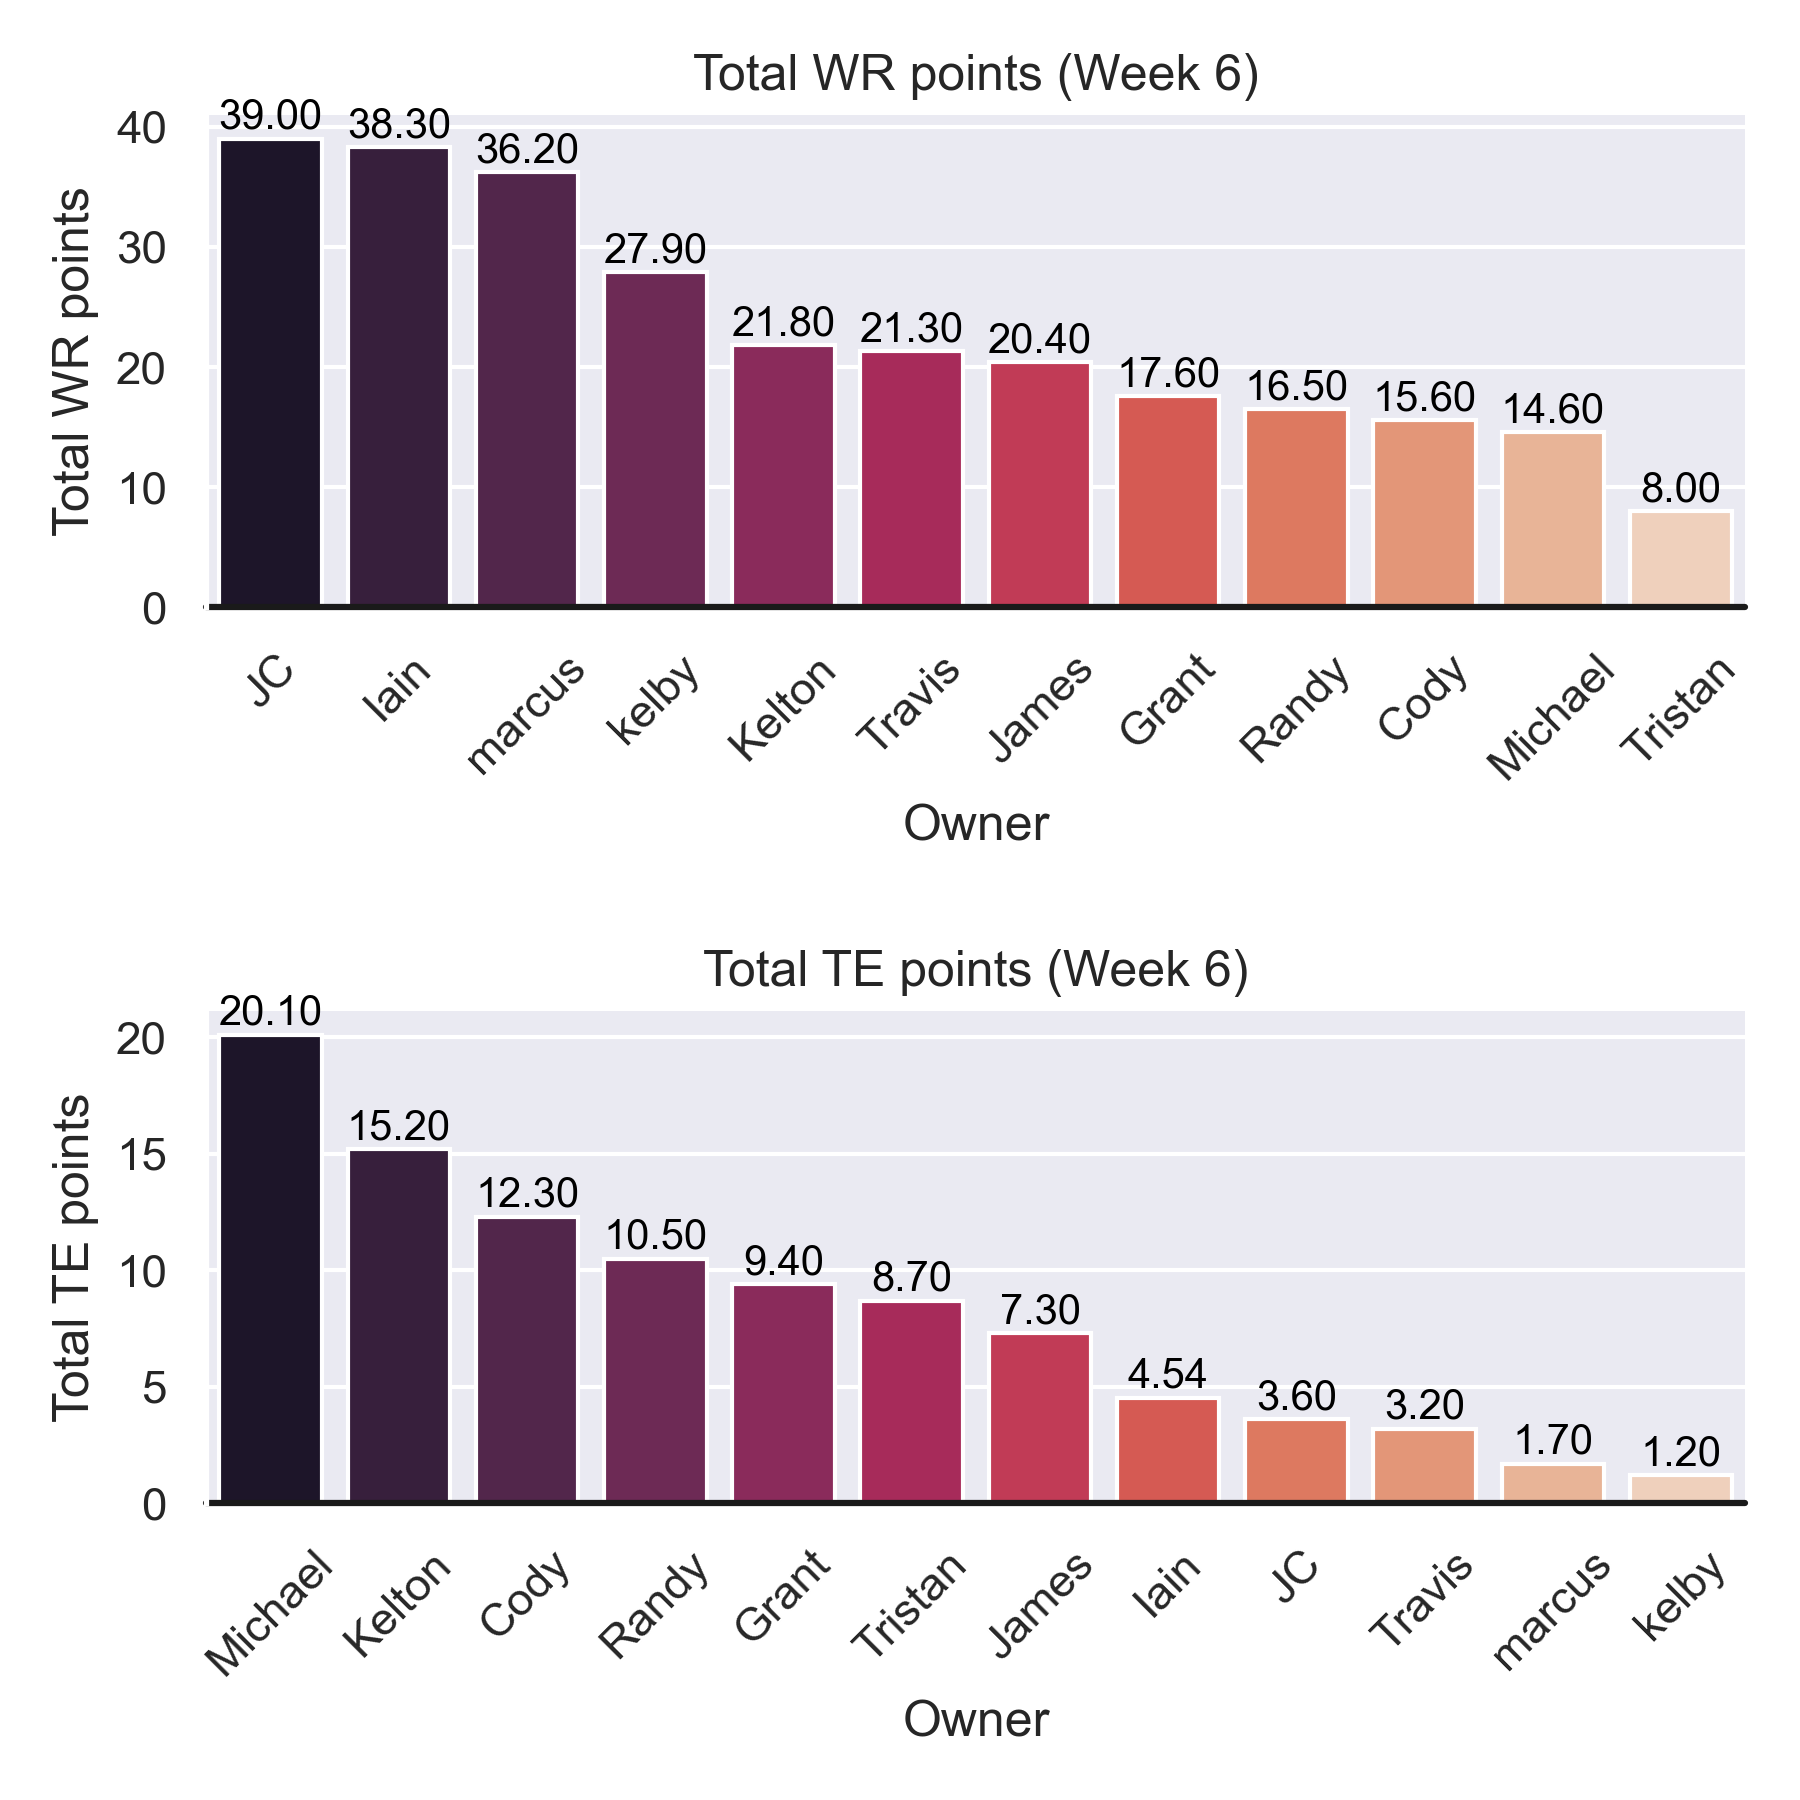 Total WR points (Week 6)
39.00 38.30 36.20 27.90 21.80 21.30 20.40 17.60 16.50 15.60 14.60 8.00
40
30
20
10
0
Total WR points
JC Iain marcus kelby Kelton Travis James Grant Randy Cody Michael Tristan
Owner
Total TE points (Week 6)
20.10 15.20 12.30 10.50 9.40 8.70 7.30 4.54 3.60 3.20 1.70 1.20
20
15
10
5
0
Total TE points
Michael Kelton Cody Randy Grant Tristan James Iain JC Travis marcus kelby
Owner